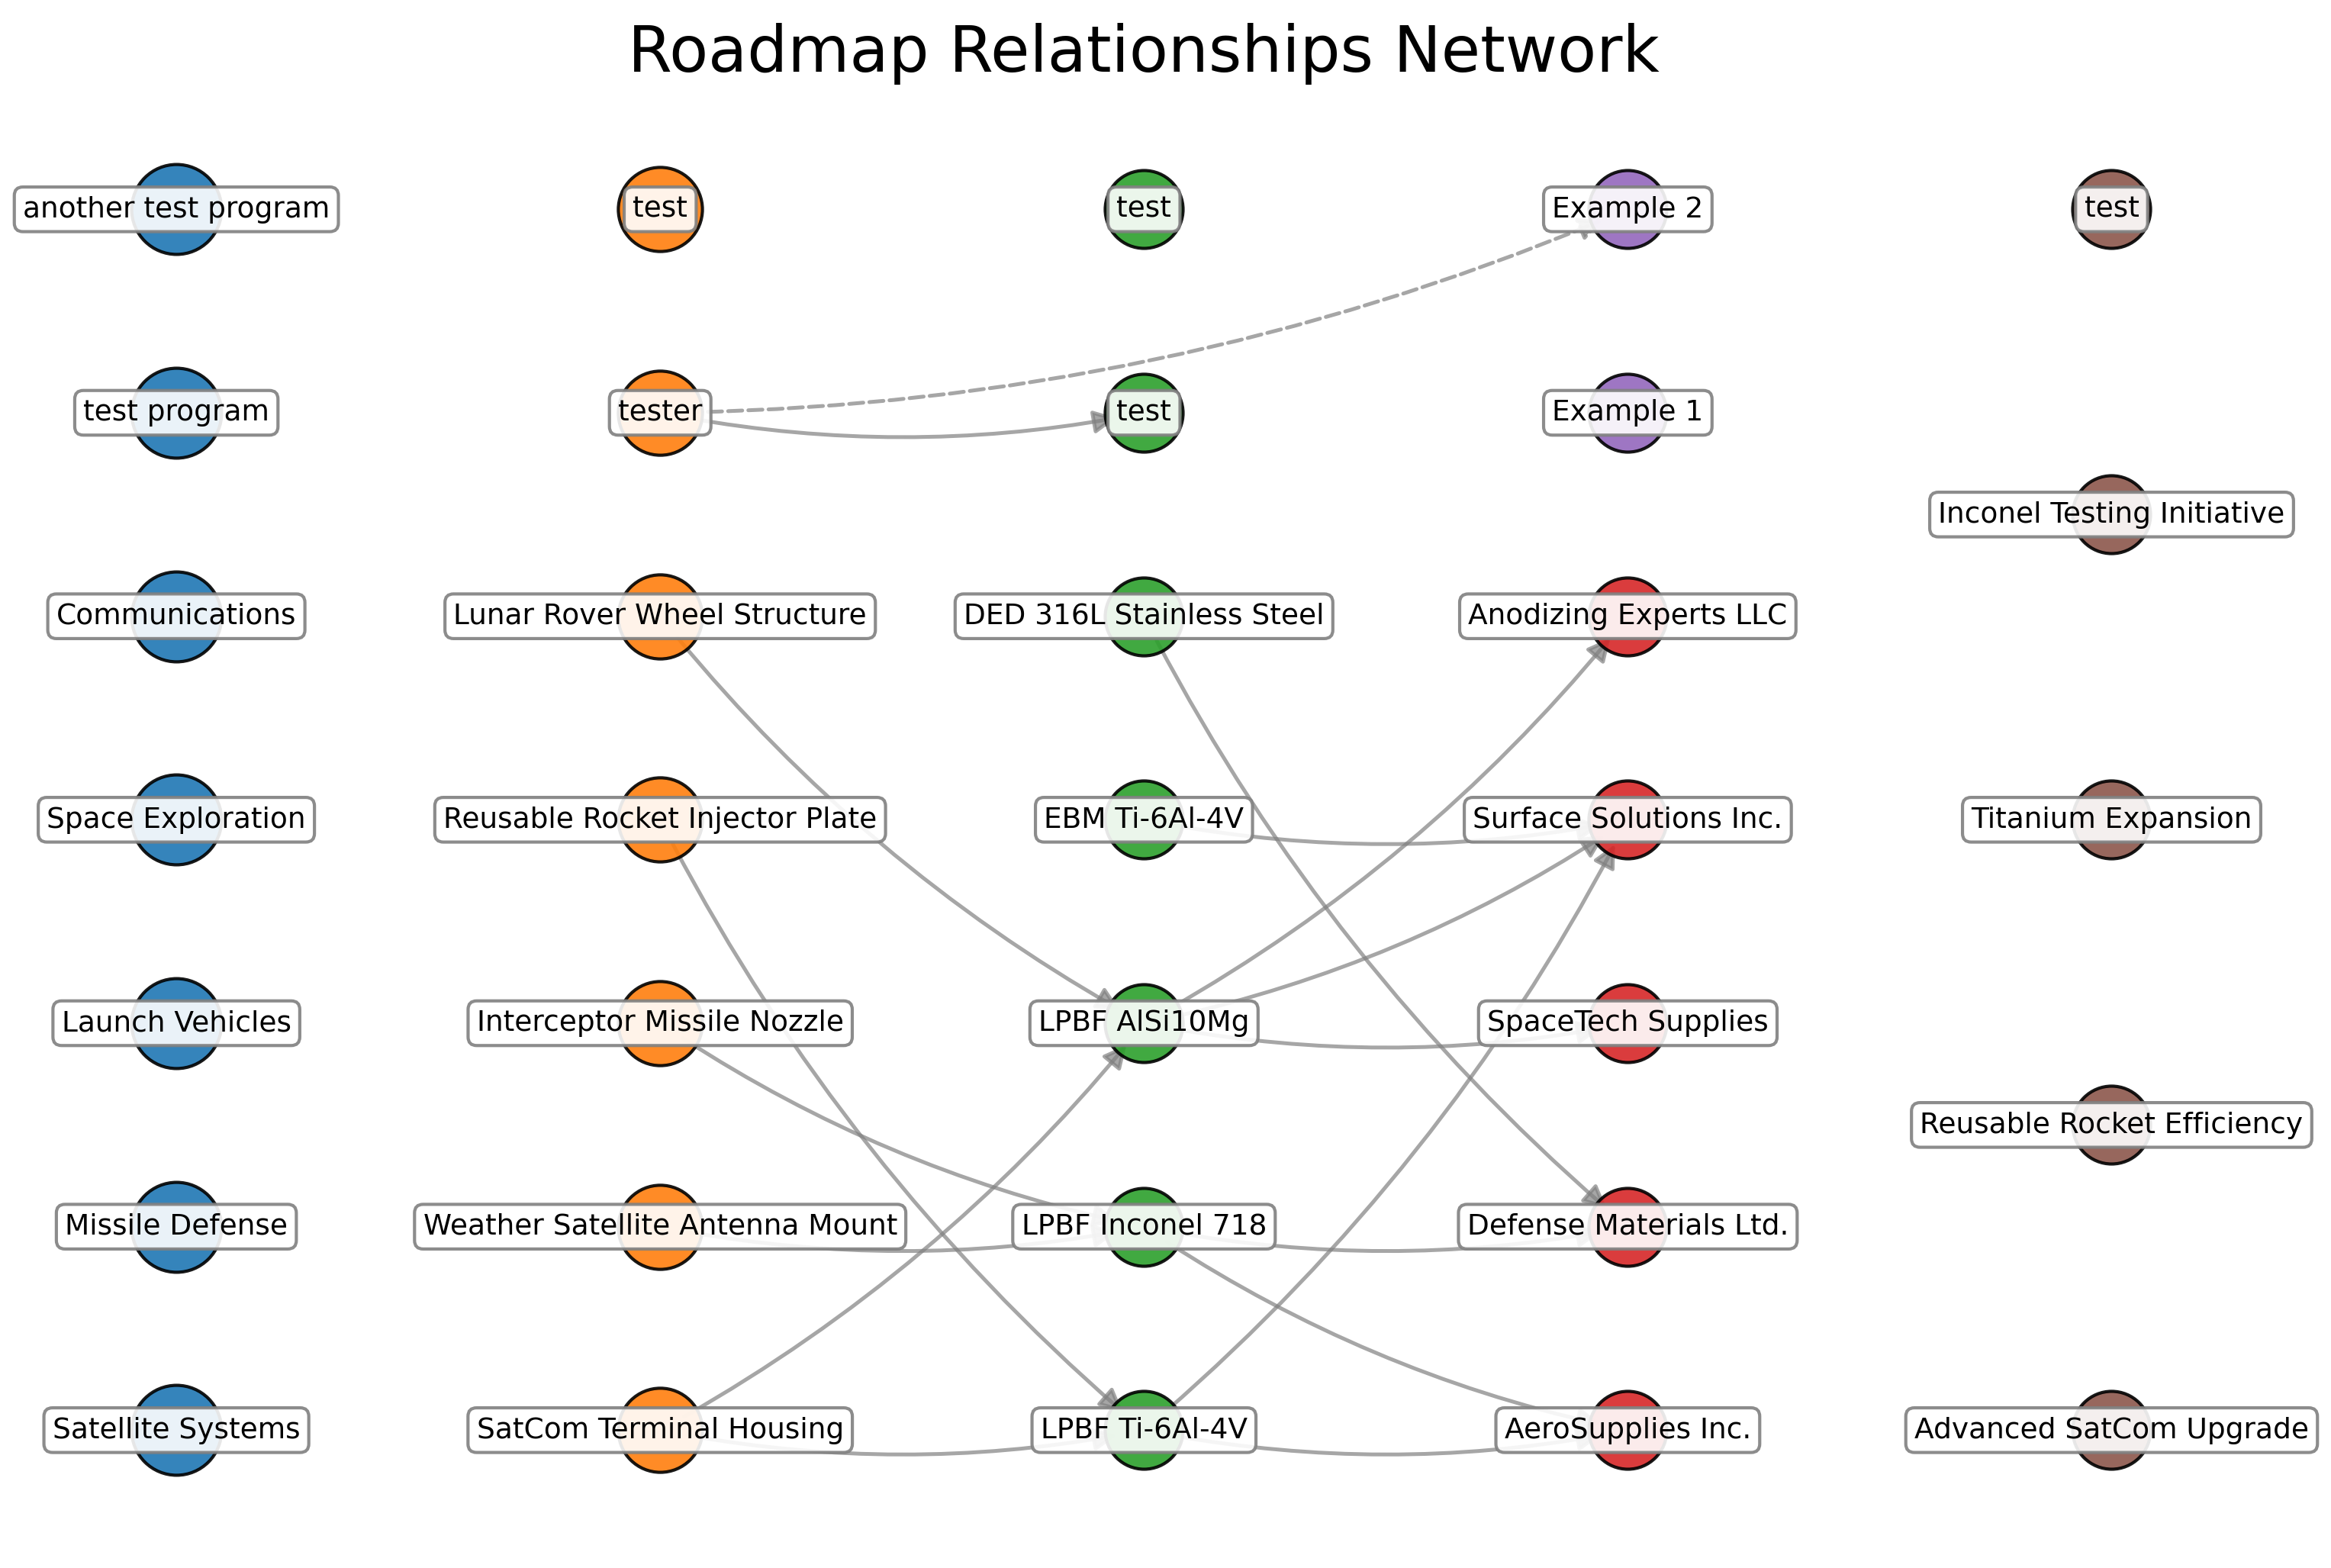 Roadmap Relationships Network
another test program
test
test
Example 2
test
test program
tester
test
Example 1
Inconel Testing Initiative
Communications
Lunar Rover Wheel Structure
DED 316L Stainless Steel
Anodizing Experts LLC
Space Exploration
Reusable Rocket Injector Plate
EBM Ti-6Al-4V
Surface Solutions Inc.
Titanium Expansion
Launch Vehicles
Interceptor Missile Nozzle
LPBF AlSi10Mg
SpaceTech Supplies
Reusable Rocket Efficiency
Missile Defense
Weather Satellite Antenna Mount
LPBF Inconel 718
Defense Materials Ltd.
Satellite Systems
SatCom Terminal Housing
LPBF Ti-6Al-4V
AeroSupplies Inc.
Advanced SatCom Upgrade